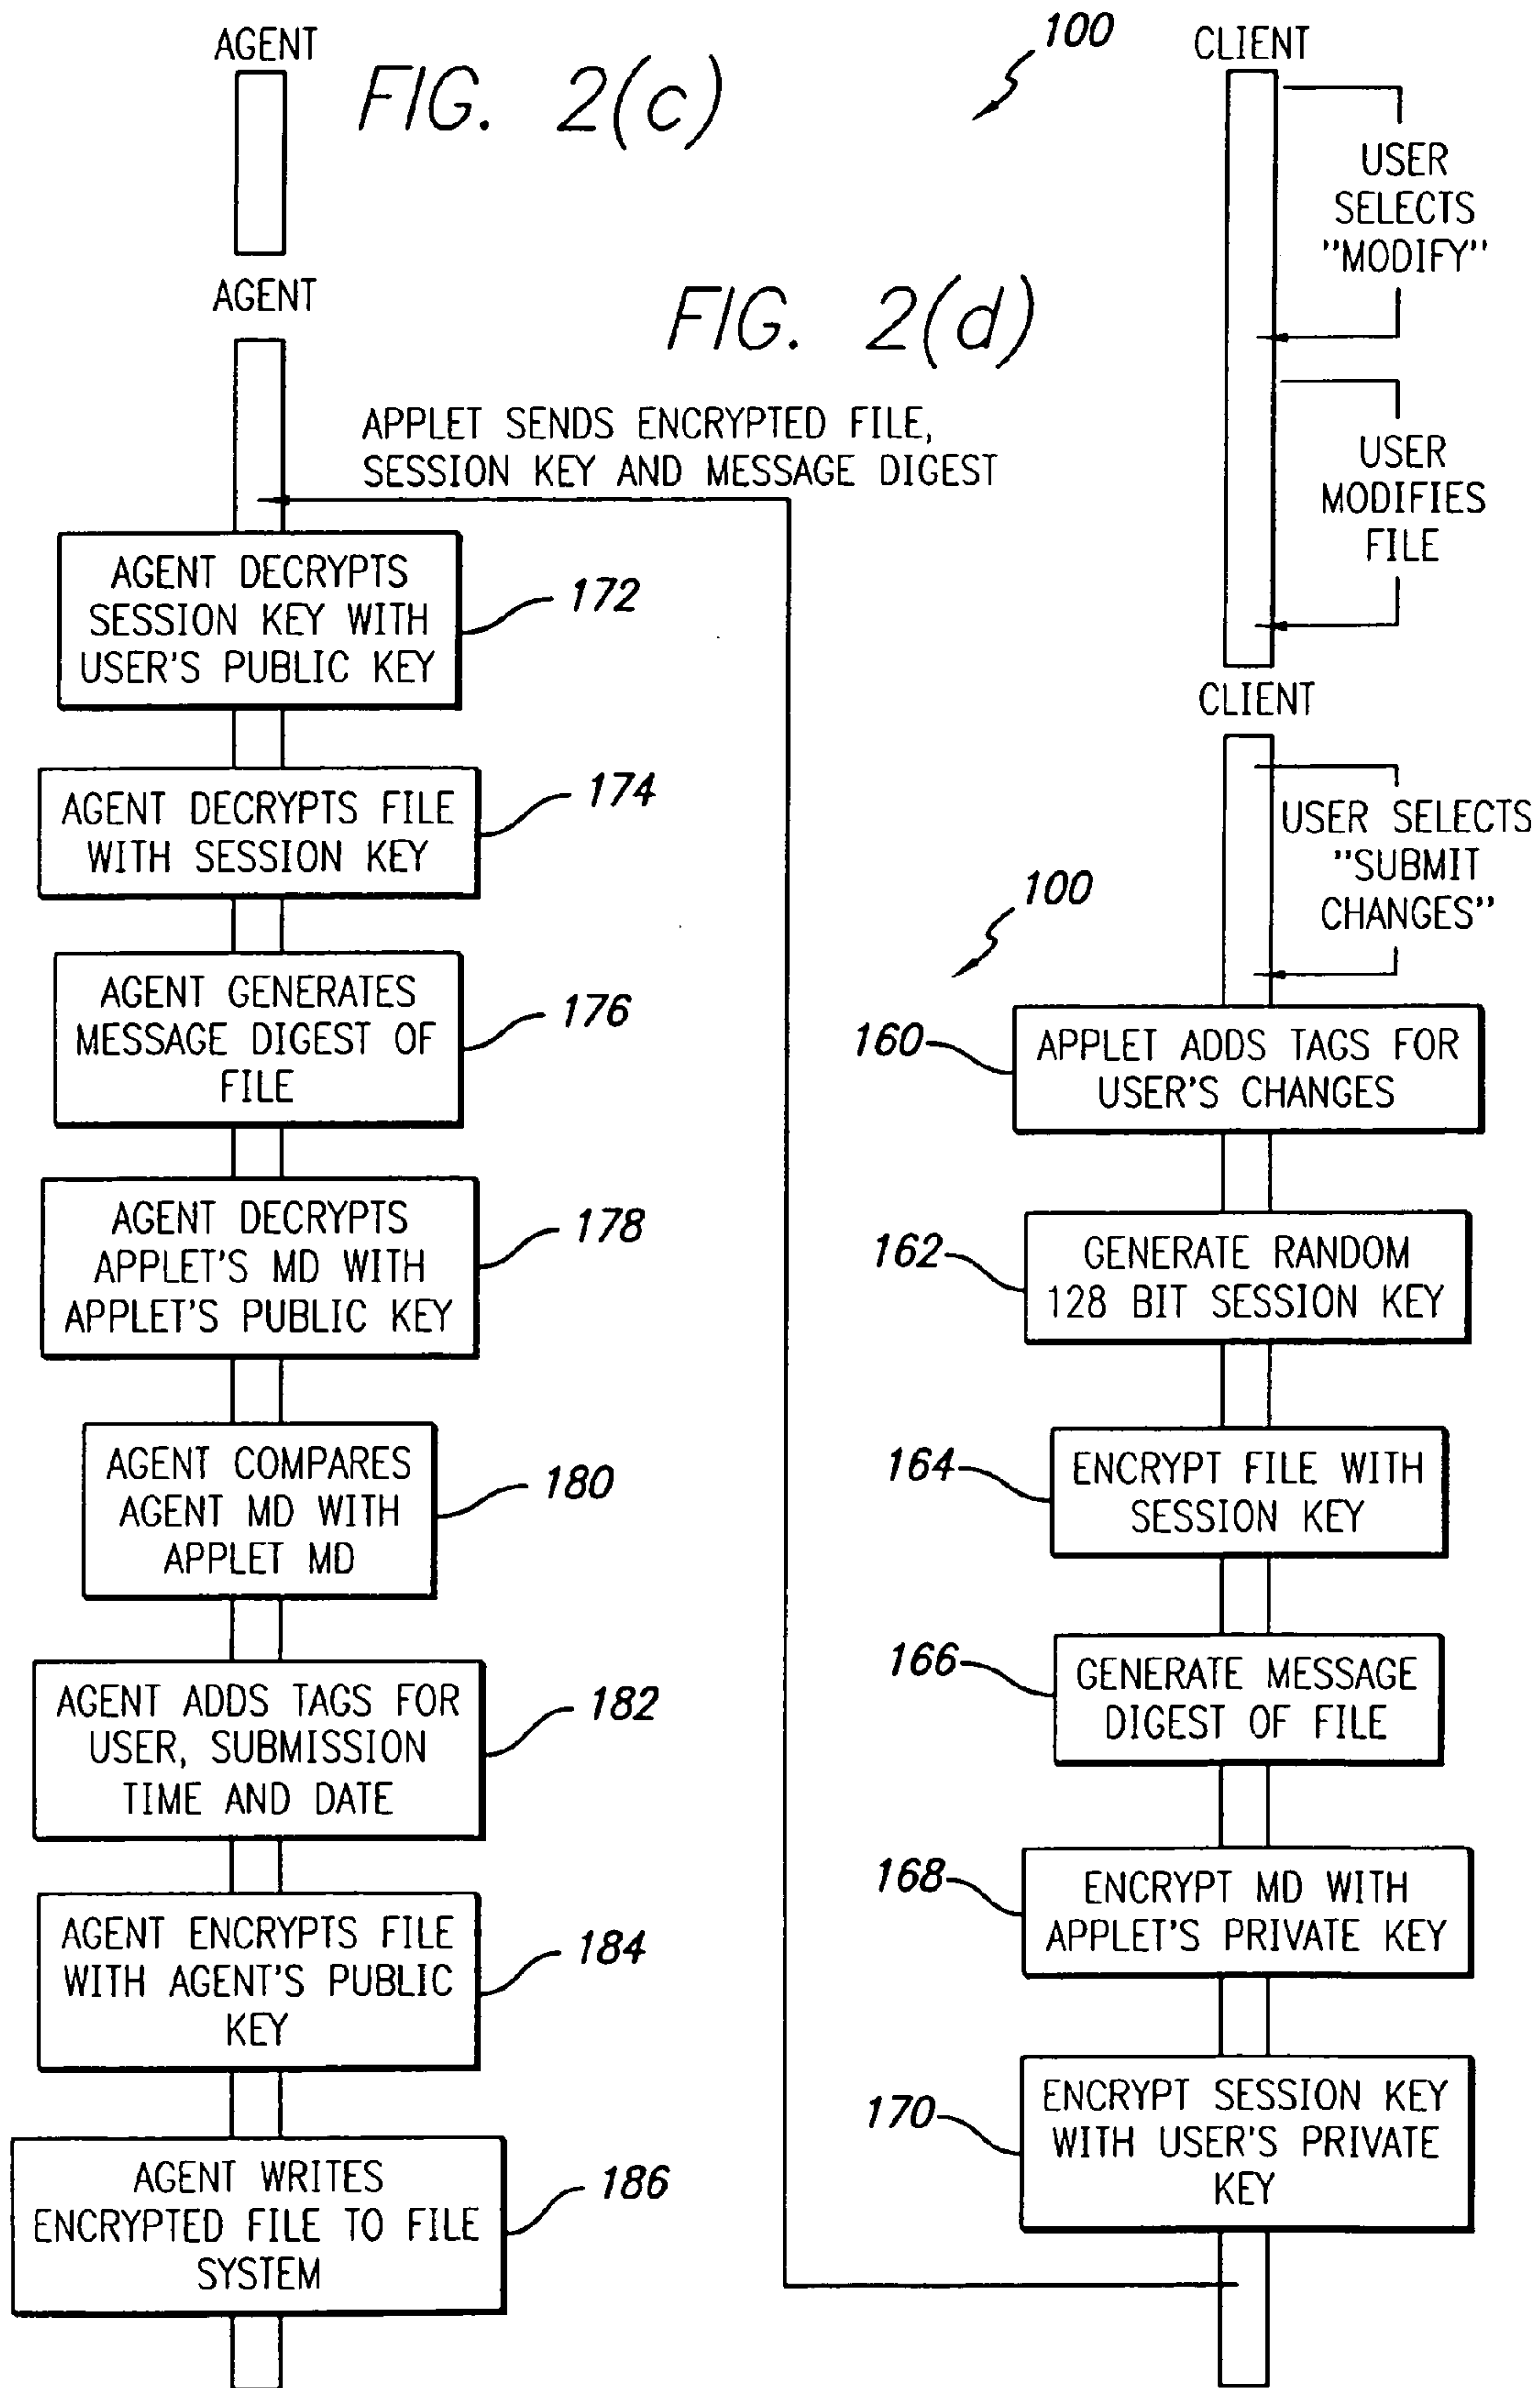 AGENT
FIG. 2(c)
100
CLIENT
USER
SELECTS
"MODIFY"
USER
MODIFIES
FILE
AGENT
FIG. 2(d)
CLIENT
USER SELECTS
"SUBMIT
CHANGES"
100
160
APPLET ADDS TAGS FOR
USER'S CHANGES
162
GENERATE RANDOM
128 BIT SESSION KEY
164
ENCRYPT FILE WITH
SESSION KEY
166
GENERATE MESSAGE
DIGEST OF FILE
168
ENCRYPT MD WITH
APPLET'S PRIVATE KEY
170
ENCRYPT SESSION KEY
WITH USER'S PRIVATE
KEY
APPLET SENDS ENCRYPTED FILE,
SESSION KEY AND MESSAGE DIGEST
AGENT DECRYPTS
SESSION KEY WITH
USER'S PUBLIC KEY
172
AGENT DECRYPTS FILE
WITH SESSION KEY
174
AGENT GENERATES
MESSAGE DIGEST OF
FILE
176
AGENT DECRYPTS
APPLET'S MD WITH
APPLET'S PUBLIC KEY
178
AGENT COMPARES
AGENT MD WITH
APPLET MD
180
AGENT ADDS TAGS FOR
USER, SUBMISSION
TIME AND DATE
182
AGENT ENCRYPTS FILE
WITH AGENT'S PUBLIC
KEY
184
AGENT WRITES
ENCRYPTED FILE TO FILE
SYSTEM
186